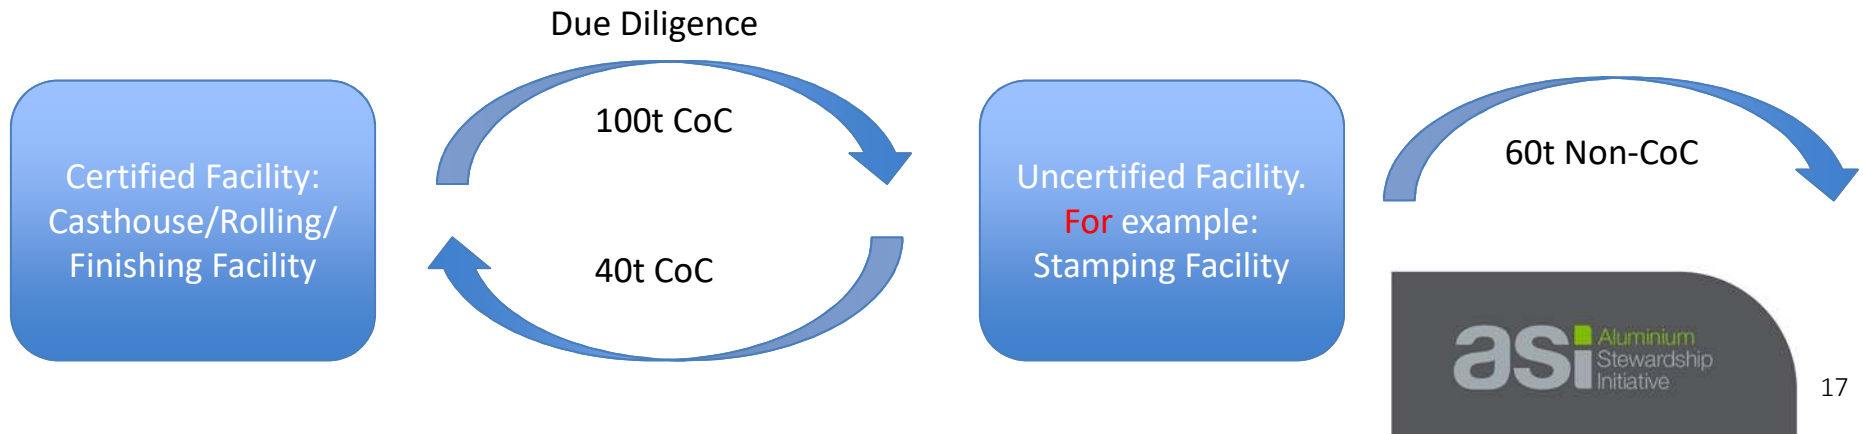 Due Diligence
100t CoC
40t CoC
Certified Facility:
Casthouse/Rolling/
Finishing Facility
Uncertified Facility.
For example:
Stamping Facility
60t Non-CoC
asi
Aluminium
Stewardship
Initiative
17